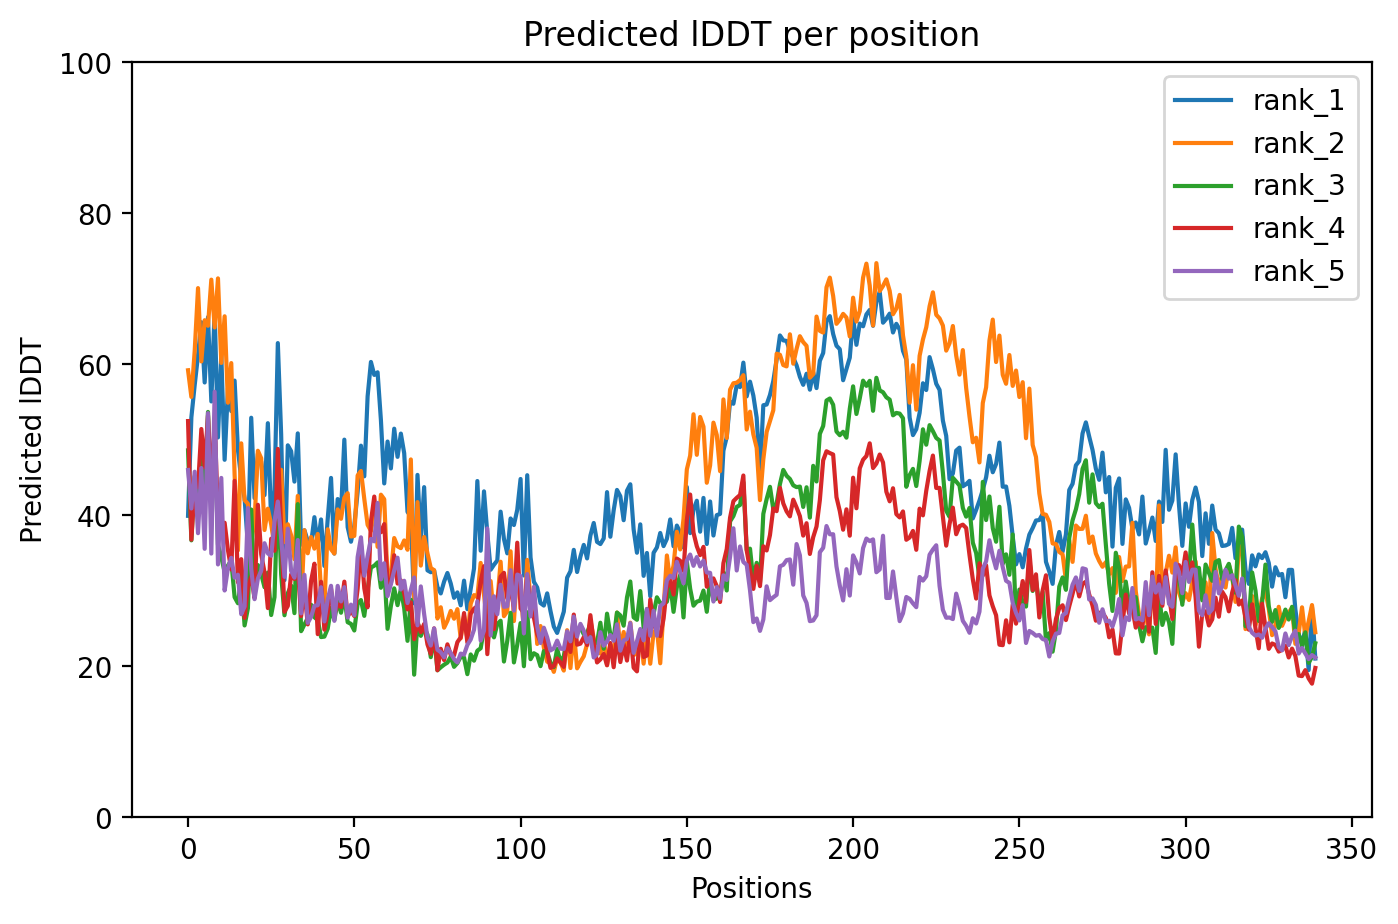 Predicted lDDT per position
Predicted lDDT
100
80
60
40
20
0
rank_1
rank_2
rank_3
rank_4
rank_5
0 50 100 150 200 250 300 350
Positions